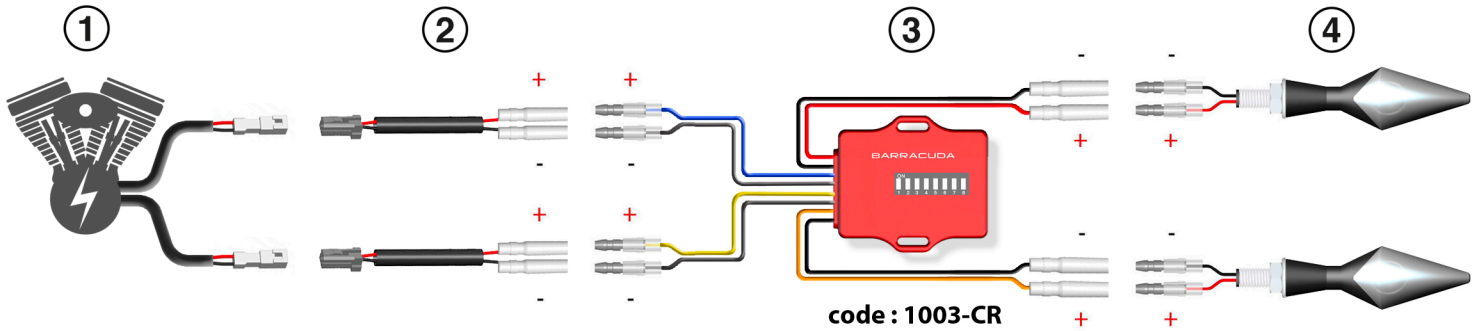 1 2 3 4
+ + - -
- - + +
BARRACUDA
ON
1 2 3 4 5 6 7 8
+ + - -
- - + +
code : 1003-CR